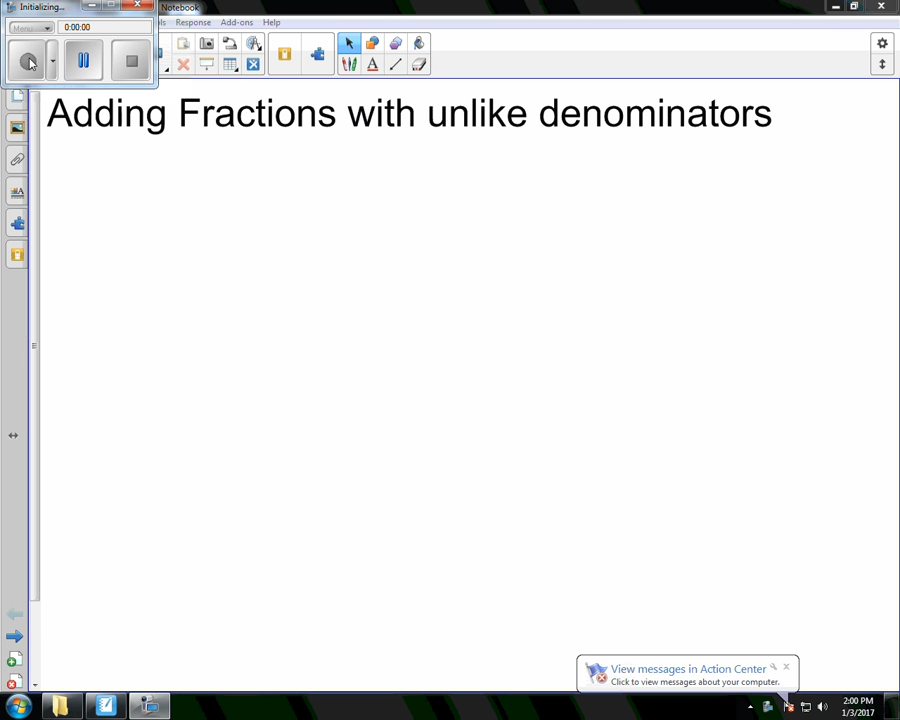 Initializing...
Notebook
Menu
0:00:00
Response Add-ons Help
Adding Fractions with unlike denominators
View messages in Action Center
Click to view messages about your computer.
2:00 PM
1/3/2017